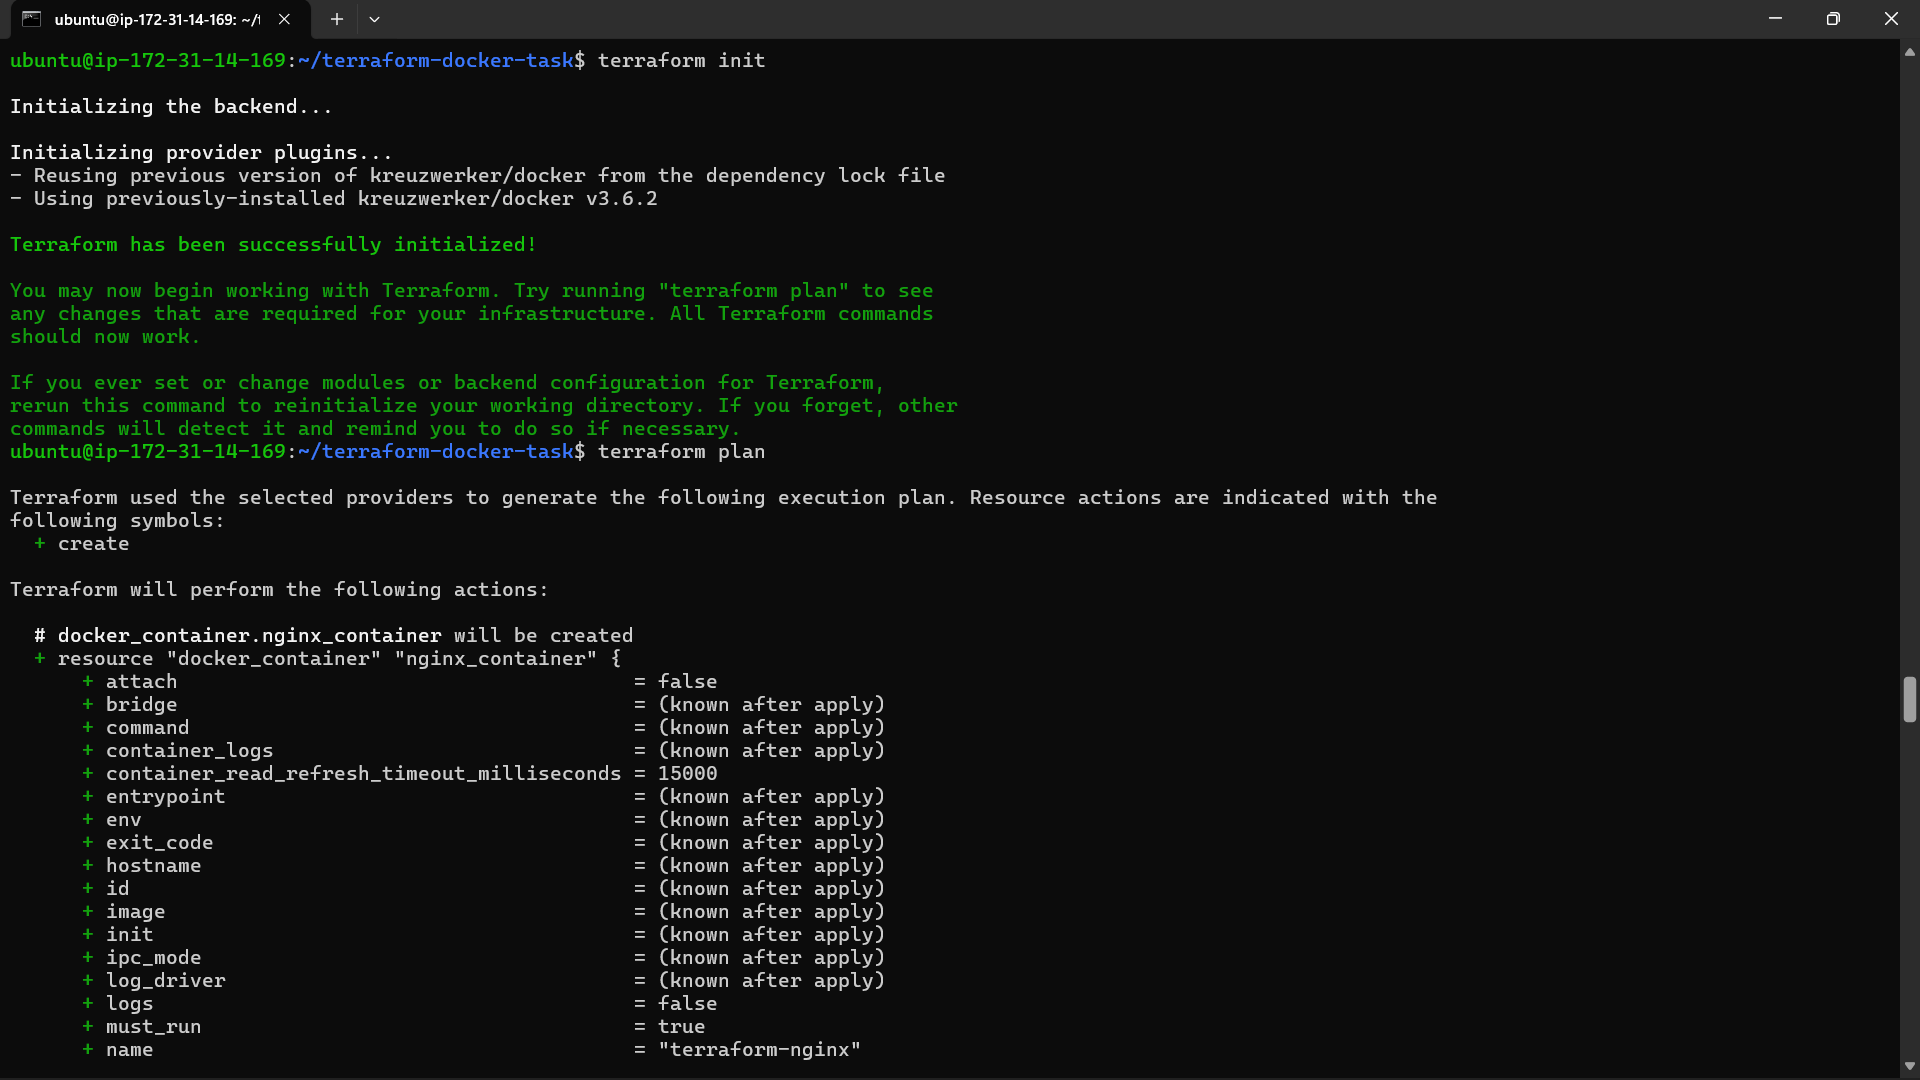 ubuntu@ip-172-31-14-169: ~/t
ubuntu@ip-172-31-14-169:~/terraform-docker-task$ terraform init
Initializing the backend...
Initializing provider plugins...
- Reusing previous version of kreuzwerker/docker from the dependency lock file
- Using previously-installed kreuzwerker/docker v3.6.2
Terraform has been successfully initialized!
You may now begin working with Terraform. Try running "terraform plan" to see
any changes that are required for your infrastructure. All Terraform commands
should now work.
If you ever set or change modules or backend configuration for Terraform,
rerun this command to reinitialize your working directory. If you forget, other
commands will detect it and remind you to do so if necessary.
ubuntu@ip-172-31-14-169:~/terraform-docker-task$ terraform plan
Terraform used the selected providers to generate the following execution plan. Resource actions are indicated with the
following symbols:
  + create
Terraform will perform the following actions:
  # docker_container.nginx_container will be created
  + resource "docker_container" "nginx_container" {
      + attach                                      = false
      + bridge                                      = (known after apply)
      + command                                     = (known after apply)
      + container_logs                              = (known after apply)
      + container_read_refresh_timeout_milliseconds = 15000
      + entrypoint                                  = (known after apply)
      + env                                         = (known after apply)
      + exit_code                                   = (known after apply)
      + hostname                                    = (known after apply)
      + id                                          = (known after apply)
      + image                                       = (known after apply)
      + init                                        = (known after apply)
      + ipc_mode                                    = (known after apply)
      + log_driver                                  = (known after apply)
      + logs                                        = false
      + must_run                                    = true
      + name                                        = "terraform-nginx"